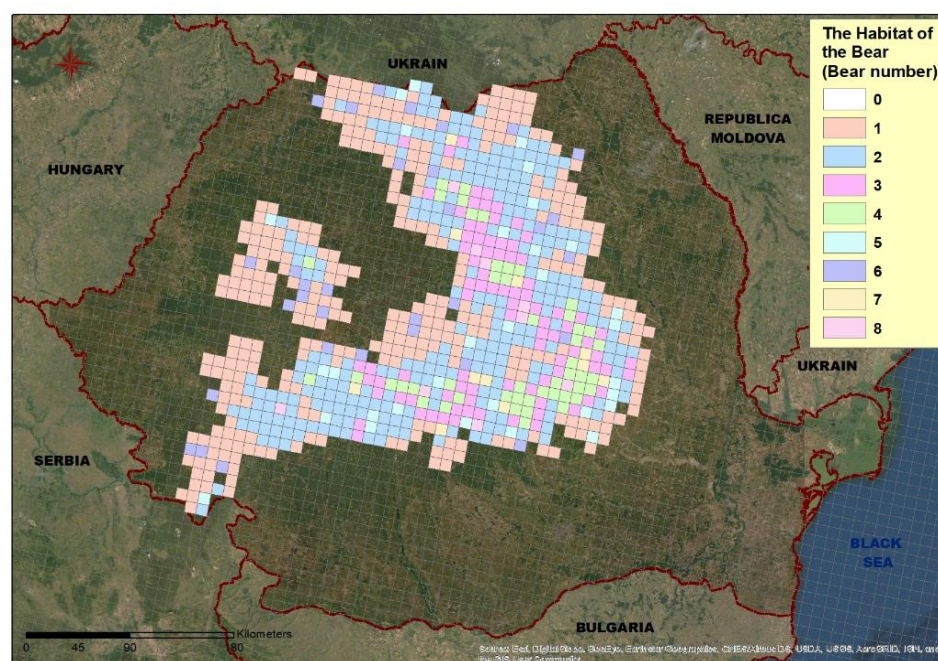 The Habitat of
the Bear
(Bear number)
0
1
2
3
4
5
6
7
8
UKRAIN
REPUBLICA
MOLDOVA
HUNGARY
UKRAIN
SERBIA
BLACK
SEA
BULGARIA
Kilometers
0 45 90 180